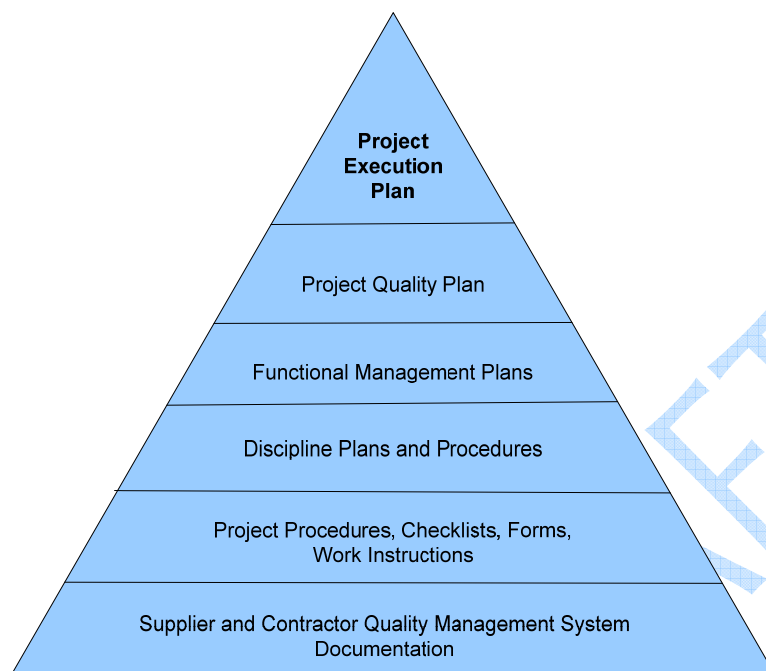 Project
Execution
Plan
Project Quality Plan
Functional Management Plans
Discipline Plans and Procedures
Project Procedures, Checklists, Forms,
Work Instructions
Supplier and Contractor Quality Management System
Documentation